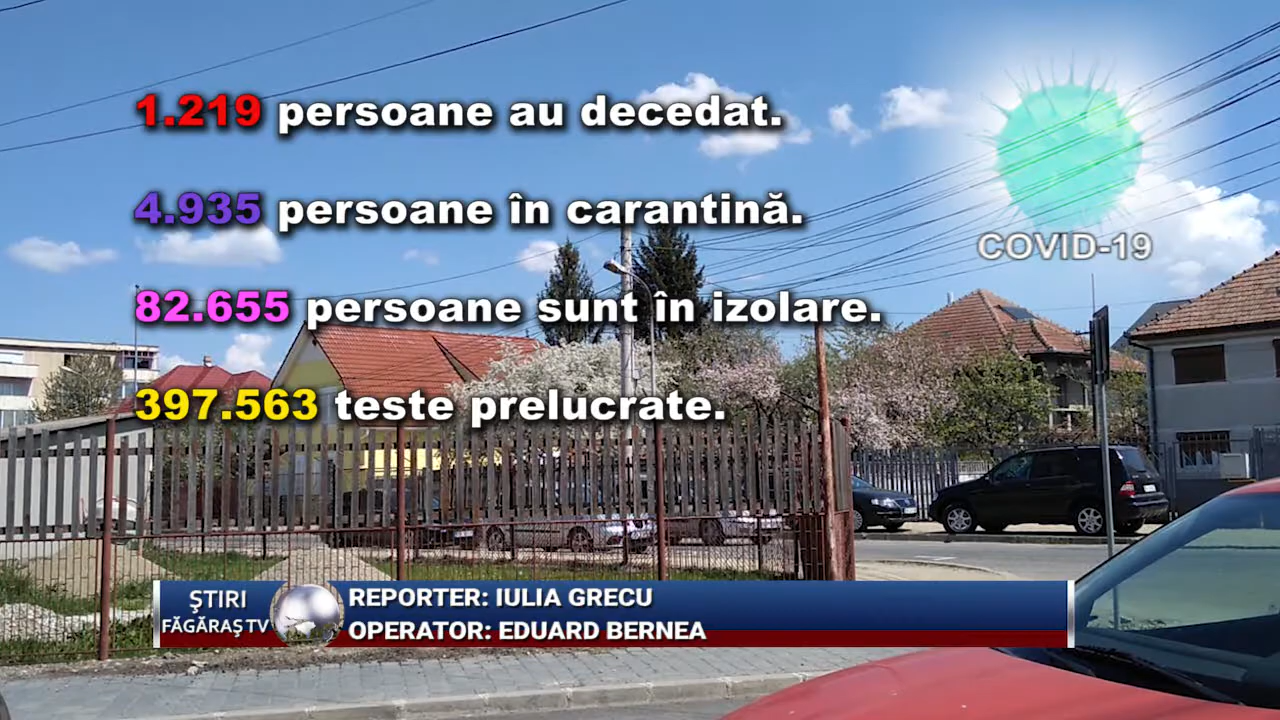 1.219 persoane au decedat.
4.935 persoane în carantină.
COVID-19
82.655 persoane sunt în izolare.
397.563 teste prelucrate.
ŞTIRI
FĂGĂRAŞ TV
REPORTER: IULIA GRECU
OPERATOR: EDUARD BERNEA